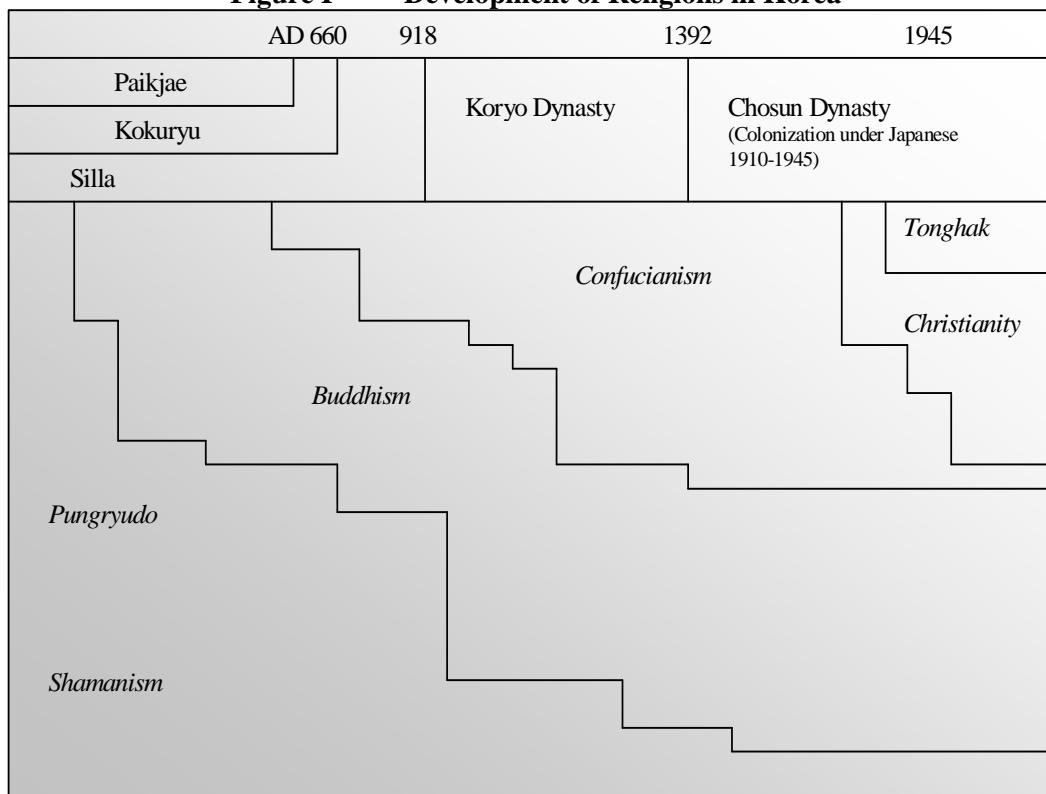 Figure 1 Development of Religions in Korea
AD 660 918 1392 1945
Paikjae
Kokuryu
Silla
Koryo Dynasty
Chosun Dynasty
(Colonization under Japanese
1910-1945)
Tonghak
Confucianism
Christianity
Buddhism
Pungryudo
Shamanism